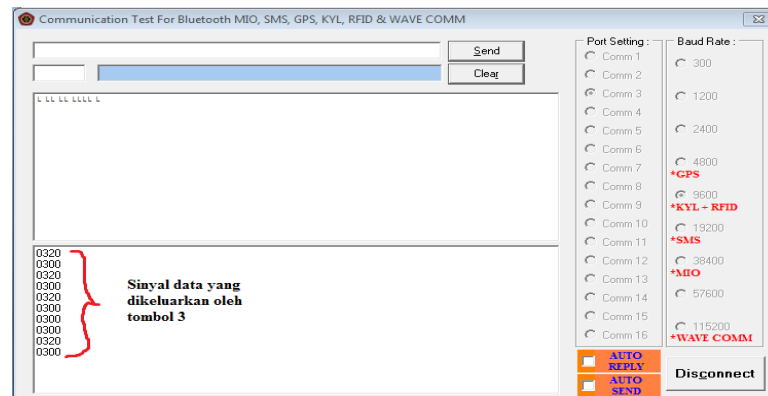 Communication Test For Bluetooth MIO, SMS, GPS, KYL, RFID & WAVE COMM
Send
Clear
L LL LL LLLL L
0320
0300
0320
0300
0320
0300
0300
0300
0320
0300
Sinyal data yang
dikeluarkan oleh
tombol 3
Port Setting :
Comm 1
Comm 2
Comm 3
Comm 4
Comm 5
Comm 6
Comm 7
Comm 8
Comm 9
Comm 10
Comm 11
Comm 12
Comm 13
Comm 14
Comm 15
Comm 16
Baud Rate :
300
1200
2400
4800
*GPS
9600
*KYL + RFID
19200
*SMS
38400
*MIO
57600
115200
*WAVE COMM
AUTO
REPLY
AUTO
SEND
Disconnect